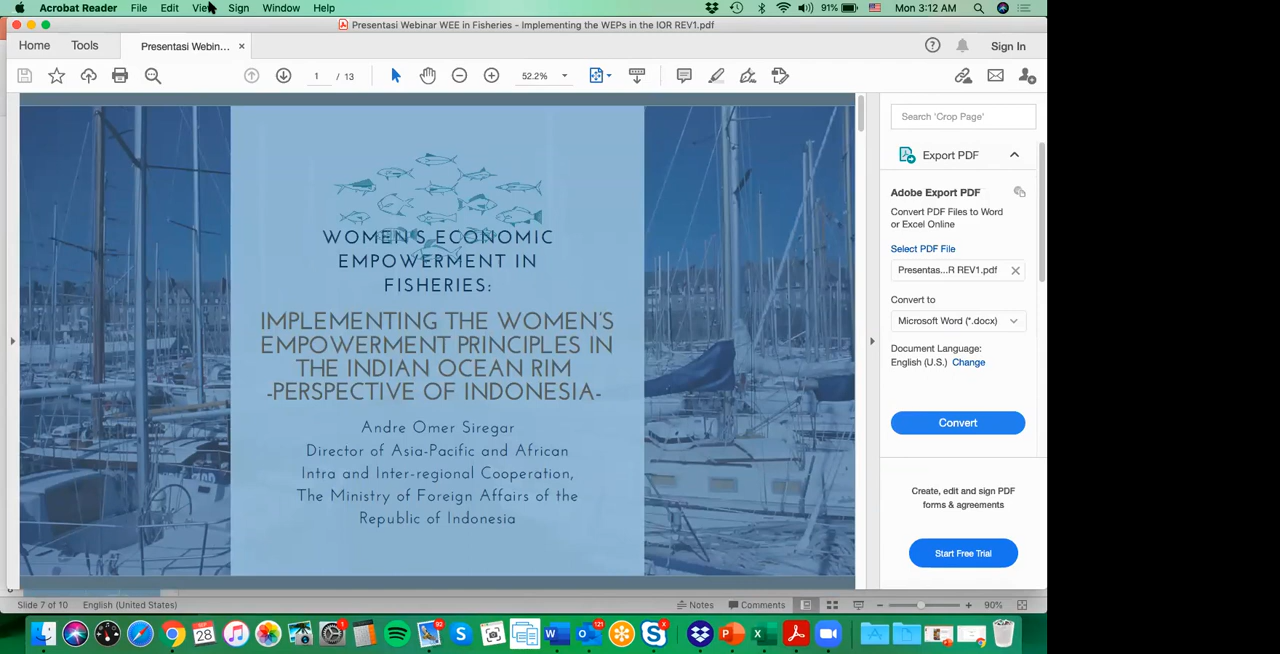 Acrobat Reader File Edit View Sign Window Help 91% Mon 3:12 AM
Presentasi Webinar WEE in Fisheries - Implementing the WEPs in the IOR REV1.pdf
Home Tools Presentasi Webin... × Sign In
1 / 13 52.2%
WOMEN'S ECONOMIC
EMPOWERMENT IN
FISHERIES:
IMPLEMENTING THE WOMEN'S
EMPOWERMENT PRINCIPLES IN
THE INDIAN OCEAN RIM
-PERSPECTIVE OF INDONESIA-
Andre Omer Siregar
Director of Asia-Pacific and African
Intra and Inter-regional Cooperation,
The Ministry of Foreign Affairs of the
Republic of Indonesia
Search 'Crop Page'
Export PDF
Adobe Export PDF
Convert PDF Files to Word
or Excel Online
Select PDF File
Presentas...R REV1.pdf
Convert to
Microsoft Word (*.docx)
Document Language:
English (U.S.) Change
Convert
Create, edit and sign PDF
forms & agreements
Start Free Trial
Slide 7 of 10 English (United States) Notes Comments 90%
SEP
28
1
92
121